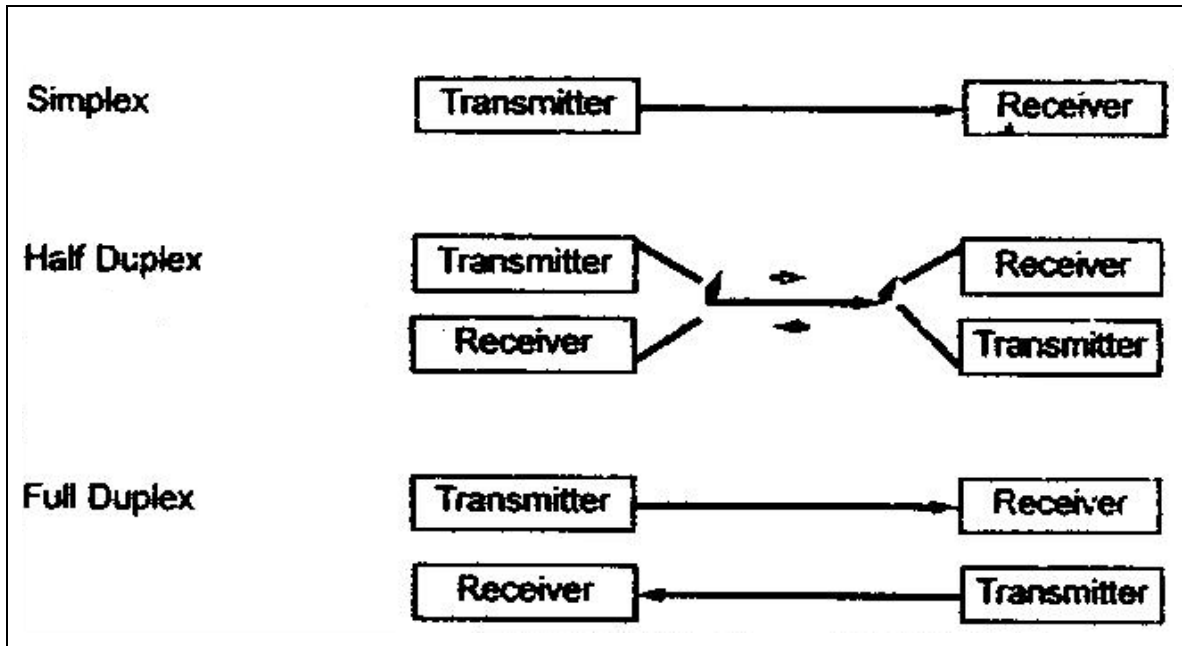 Simplex Transmitter Receiver
Half Duplex Transmitter Receiver
Receiver Transmitter
Full Duplex Transmitter Receiver
Receiver Transmitter